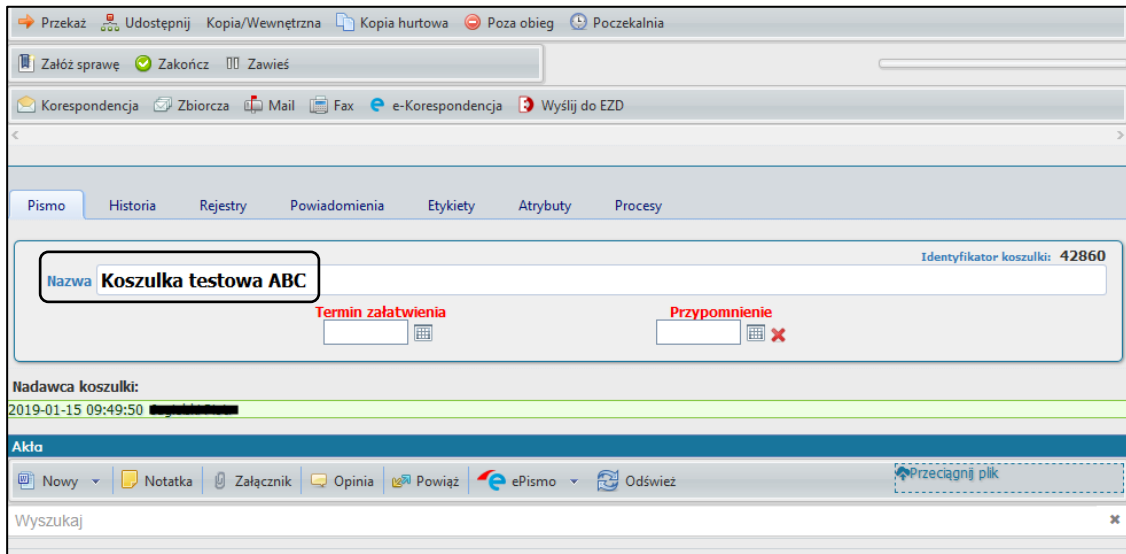 Przekaż Udostępnij Kopia/Wewnętrzna Kopia hurtowa Poza obieg Poczekalnia
Załóż sprawę Zakończ Zawieś
Korespondencja Zbiorcza Mail Fax e-Korespondencja Wyślij do EZD
Pismo Historia Rejestry Powiadomienia Etykiety Atrybuty Procesy
Identyfikator koszulki: 42860
Nazwa Koszulka testowa ABC
Termin załatwienia Przypomnienie
Nadawca koszulki:
2019-01-15 09:49:50
Akta
Nowy Notatka Załącznik Opinia Powiąż ePismo Odśwież Przeciągnij plik
Wyszukaj